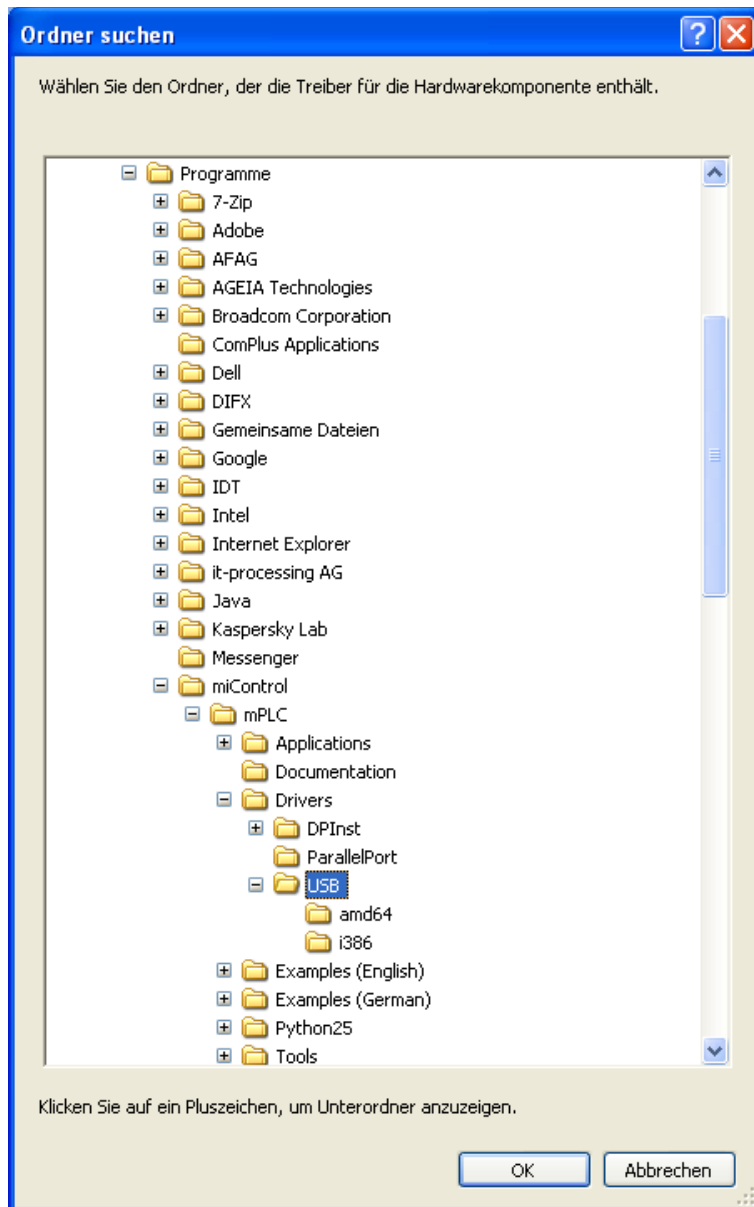 Ordner suchen
Wählen Sie den Ordner, der die Treiber für die Hardwarekomponente enthält.
Programme
7-Zip
Adobe
AFAG
AGEIA Technologies
Broadcom Corporation
ComPlus Applications
Dell
DIFX
Gemeinsame Dateien
Google
IDT
Intel
Internet Explorer
it-processing AG
Java
Kaspersky Lab
Messenger
miControl
mPLC
Applications
Documentation
Drivers
DPInst
ParallelPort
USB
amd64
i386
Examples (English)
Examples (German)
Python25
Tools
Klicken Sie auf ein Pluszeichen, um Unterordner anzuzeigen.
OK Abbrechen